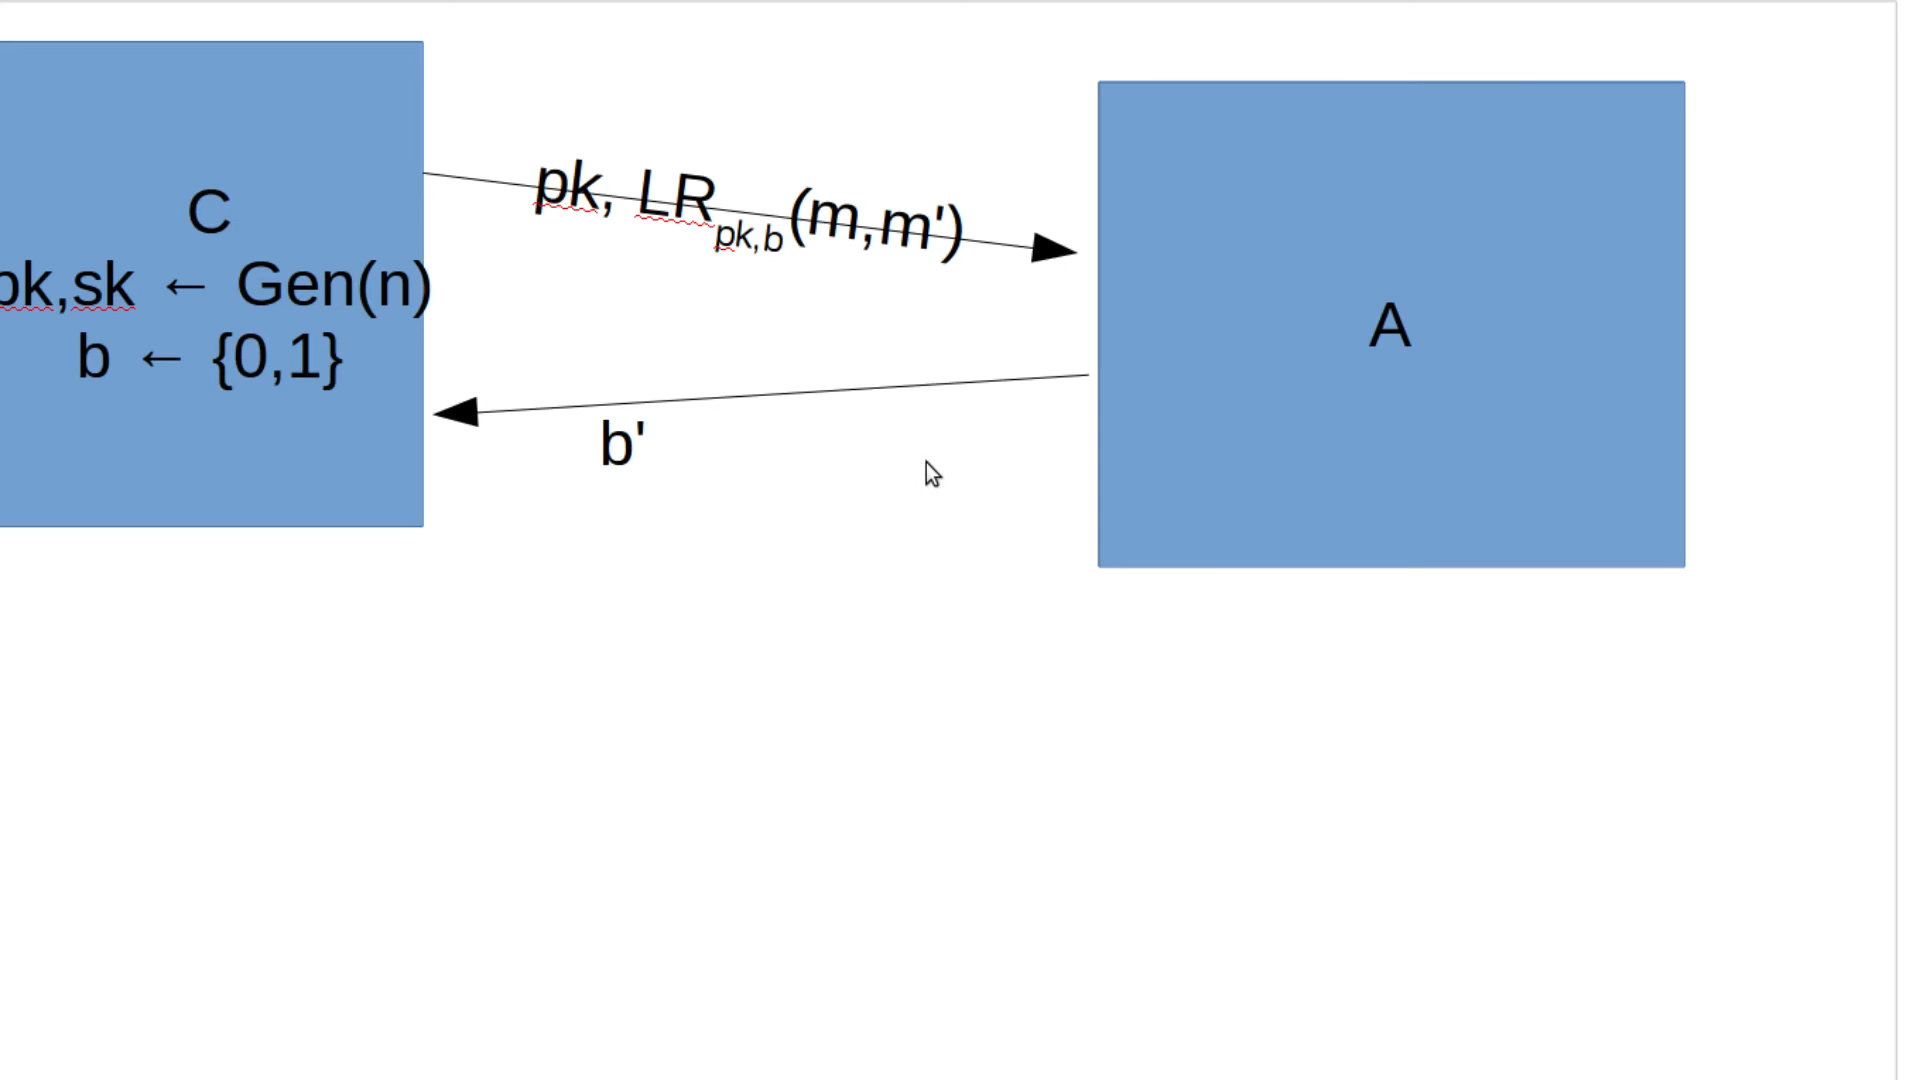 C
pk,sk ← Gen(n)
b ← {0,1}
pk, LRpk,b(m,m')
b'
A